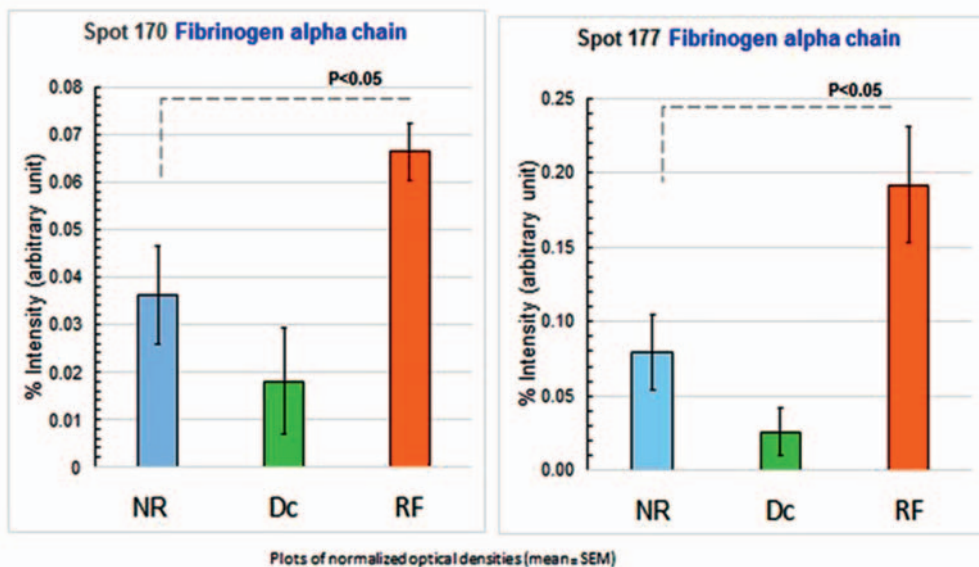 Spot 170 Fibrinogen alpha chain
P<0.05
% Intensity (arbitrary unit)
0.08
0.07
0.06
0.05
0.04
0.03
0.02
0.01
0
NR Dc RF
Spot 177 Fibrinogen alpha chain
P<0.05
% Intensity (arbitrary unit)
0.25
0.20
0.15
0.10
0.05
0.00
NR Dc RF
Plots of normalized optical densities (mean ± SEM)